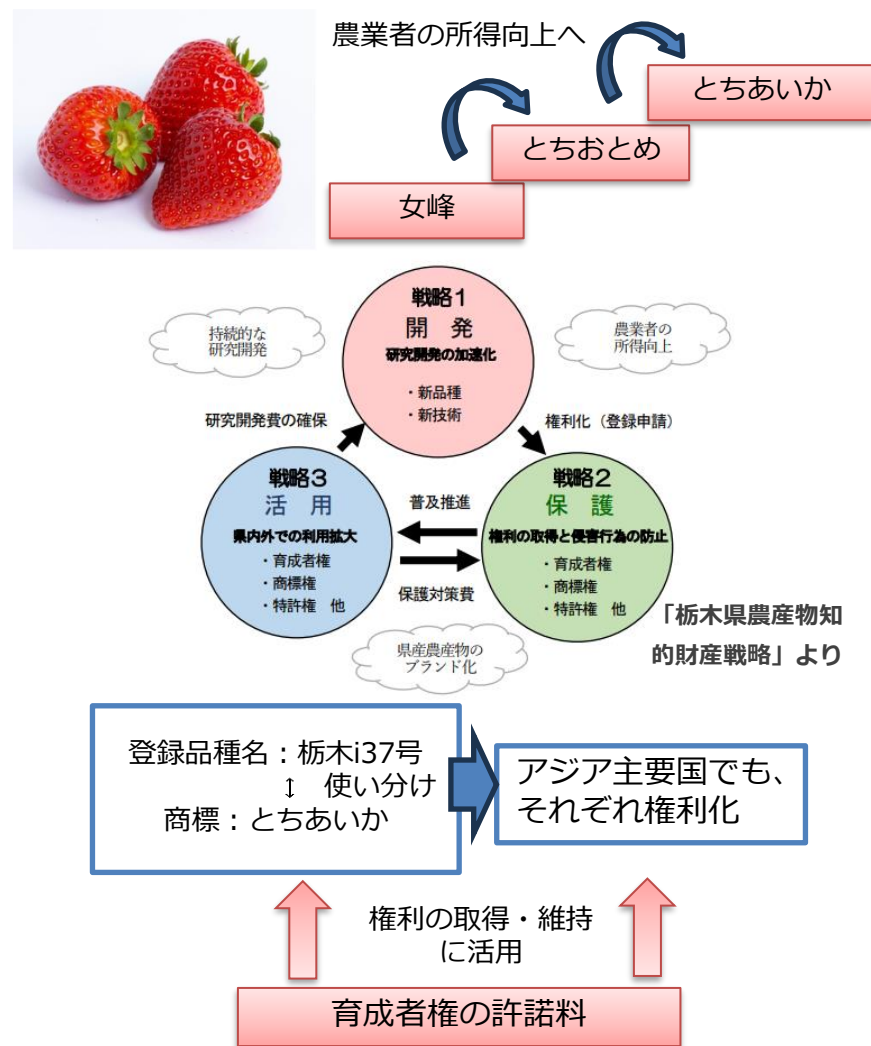 農業者の所得向上へ
とちあいか
とちおとめ
女峰
戦略1
開 発
研究開発の加速化
・新品種
・新技術
持続的な
研究開発
農業者の
所得向上
研究開発費の確保
権利化（登録申請）
戦略3
活 用
県内外での利用拡大
・育成者権
・商標権
・特許権 他
普及推進
保護対策費
戦略2
保 護
権利の取得と侵害行為の防止
・育成者権
・商標権
・特許権 他
県産農産物の
ブランド化
「栃木県農産物知
的財産戦略」より
登録品種名：栃木i37号
↕ 使い分け
商標：とちあいか
アジア主要国でも、
それぞれ権利化
権利の取得・維持
に活用
育成者権の許諾料